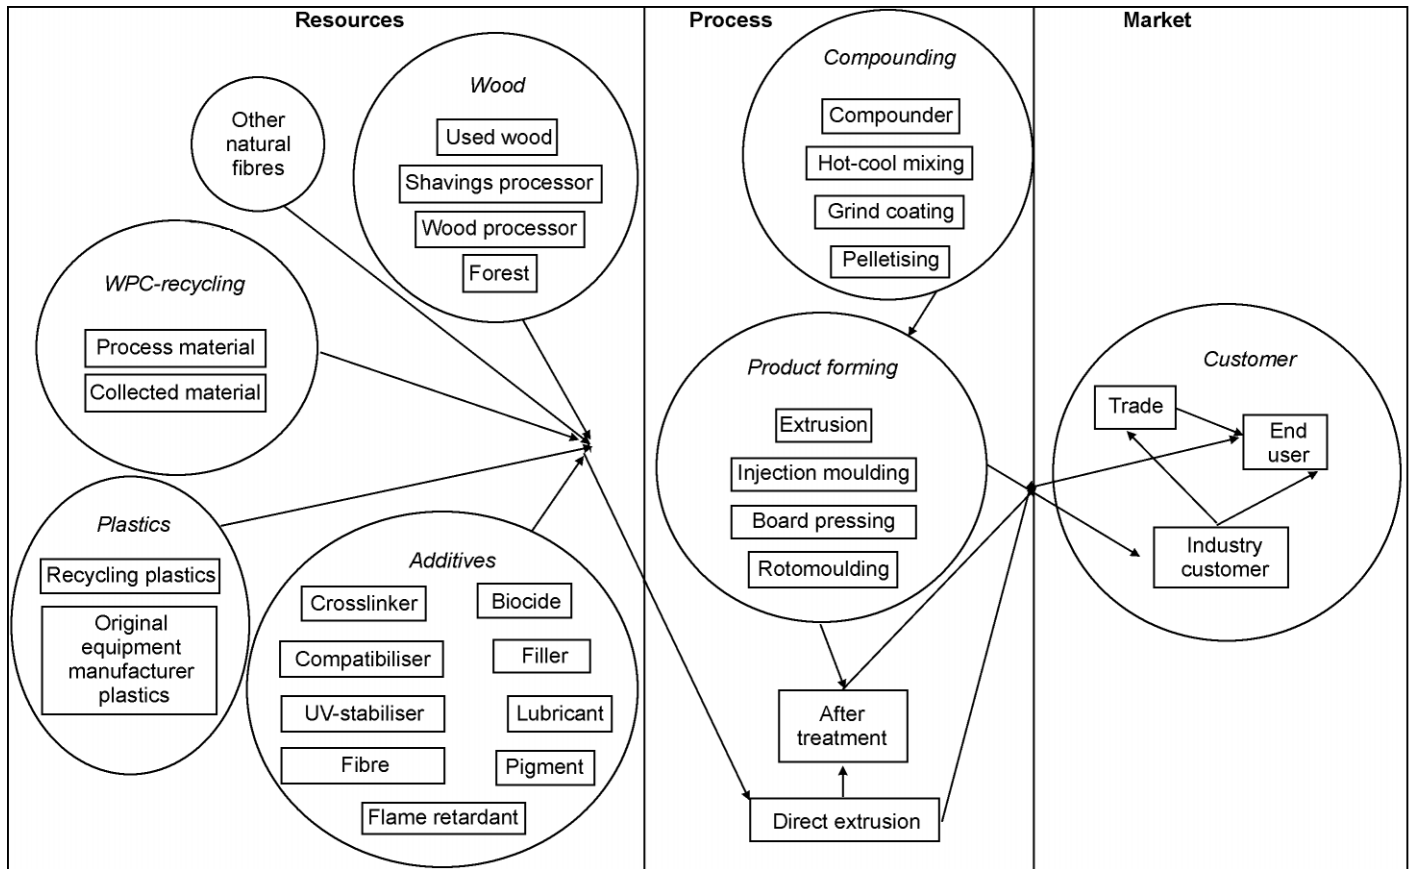 Resources
Process
Market
Other
natural
fibres
Wood
Used wood
Shavings processor
Wood processor
Forest
WPC-recycling
Process material
Collected material
Plastics
Recycling plastics
Original
equipment
manufacturer
plastics
Additives
Crosslinker
Biocide
Compatibiliser
Filler
UV-stabiliser
Lubricant
Fibre
Pigment
Flame retardant
Compounding
Compounder
Hot-cool mixing
Grind coating
Pelletising
Product forming
Extrusion
Injection moulding
Board pressing
Rotomoulding
After
treatment
Direct extrusion
Customer
Trade
End
user
Industry
customer